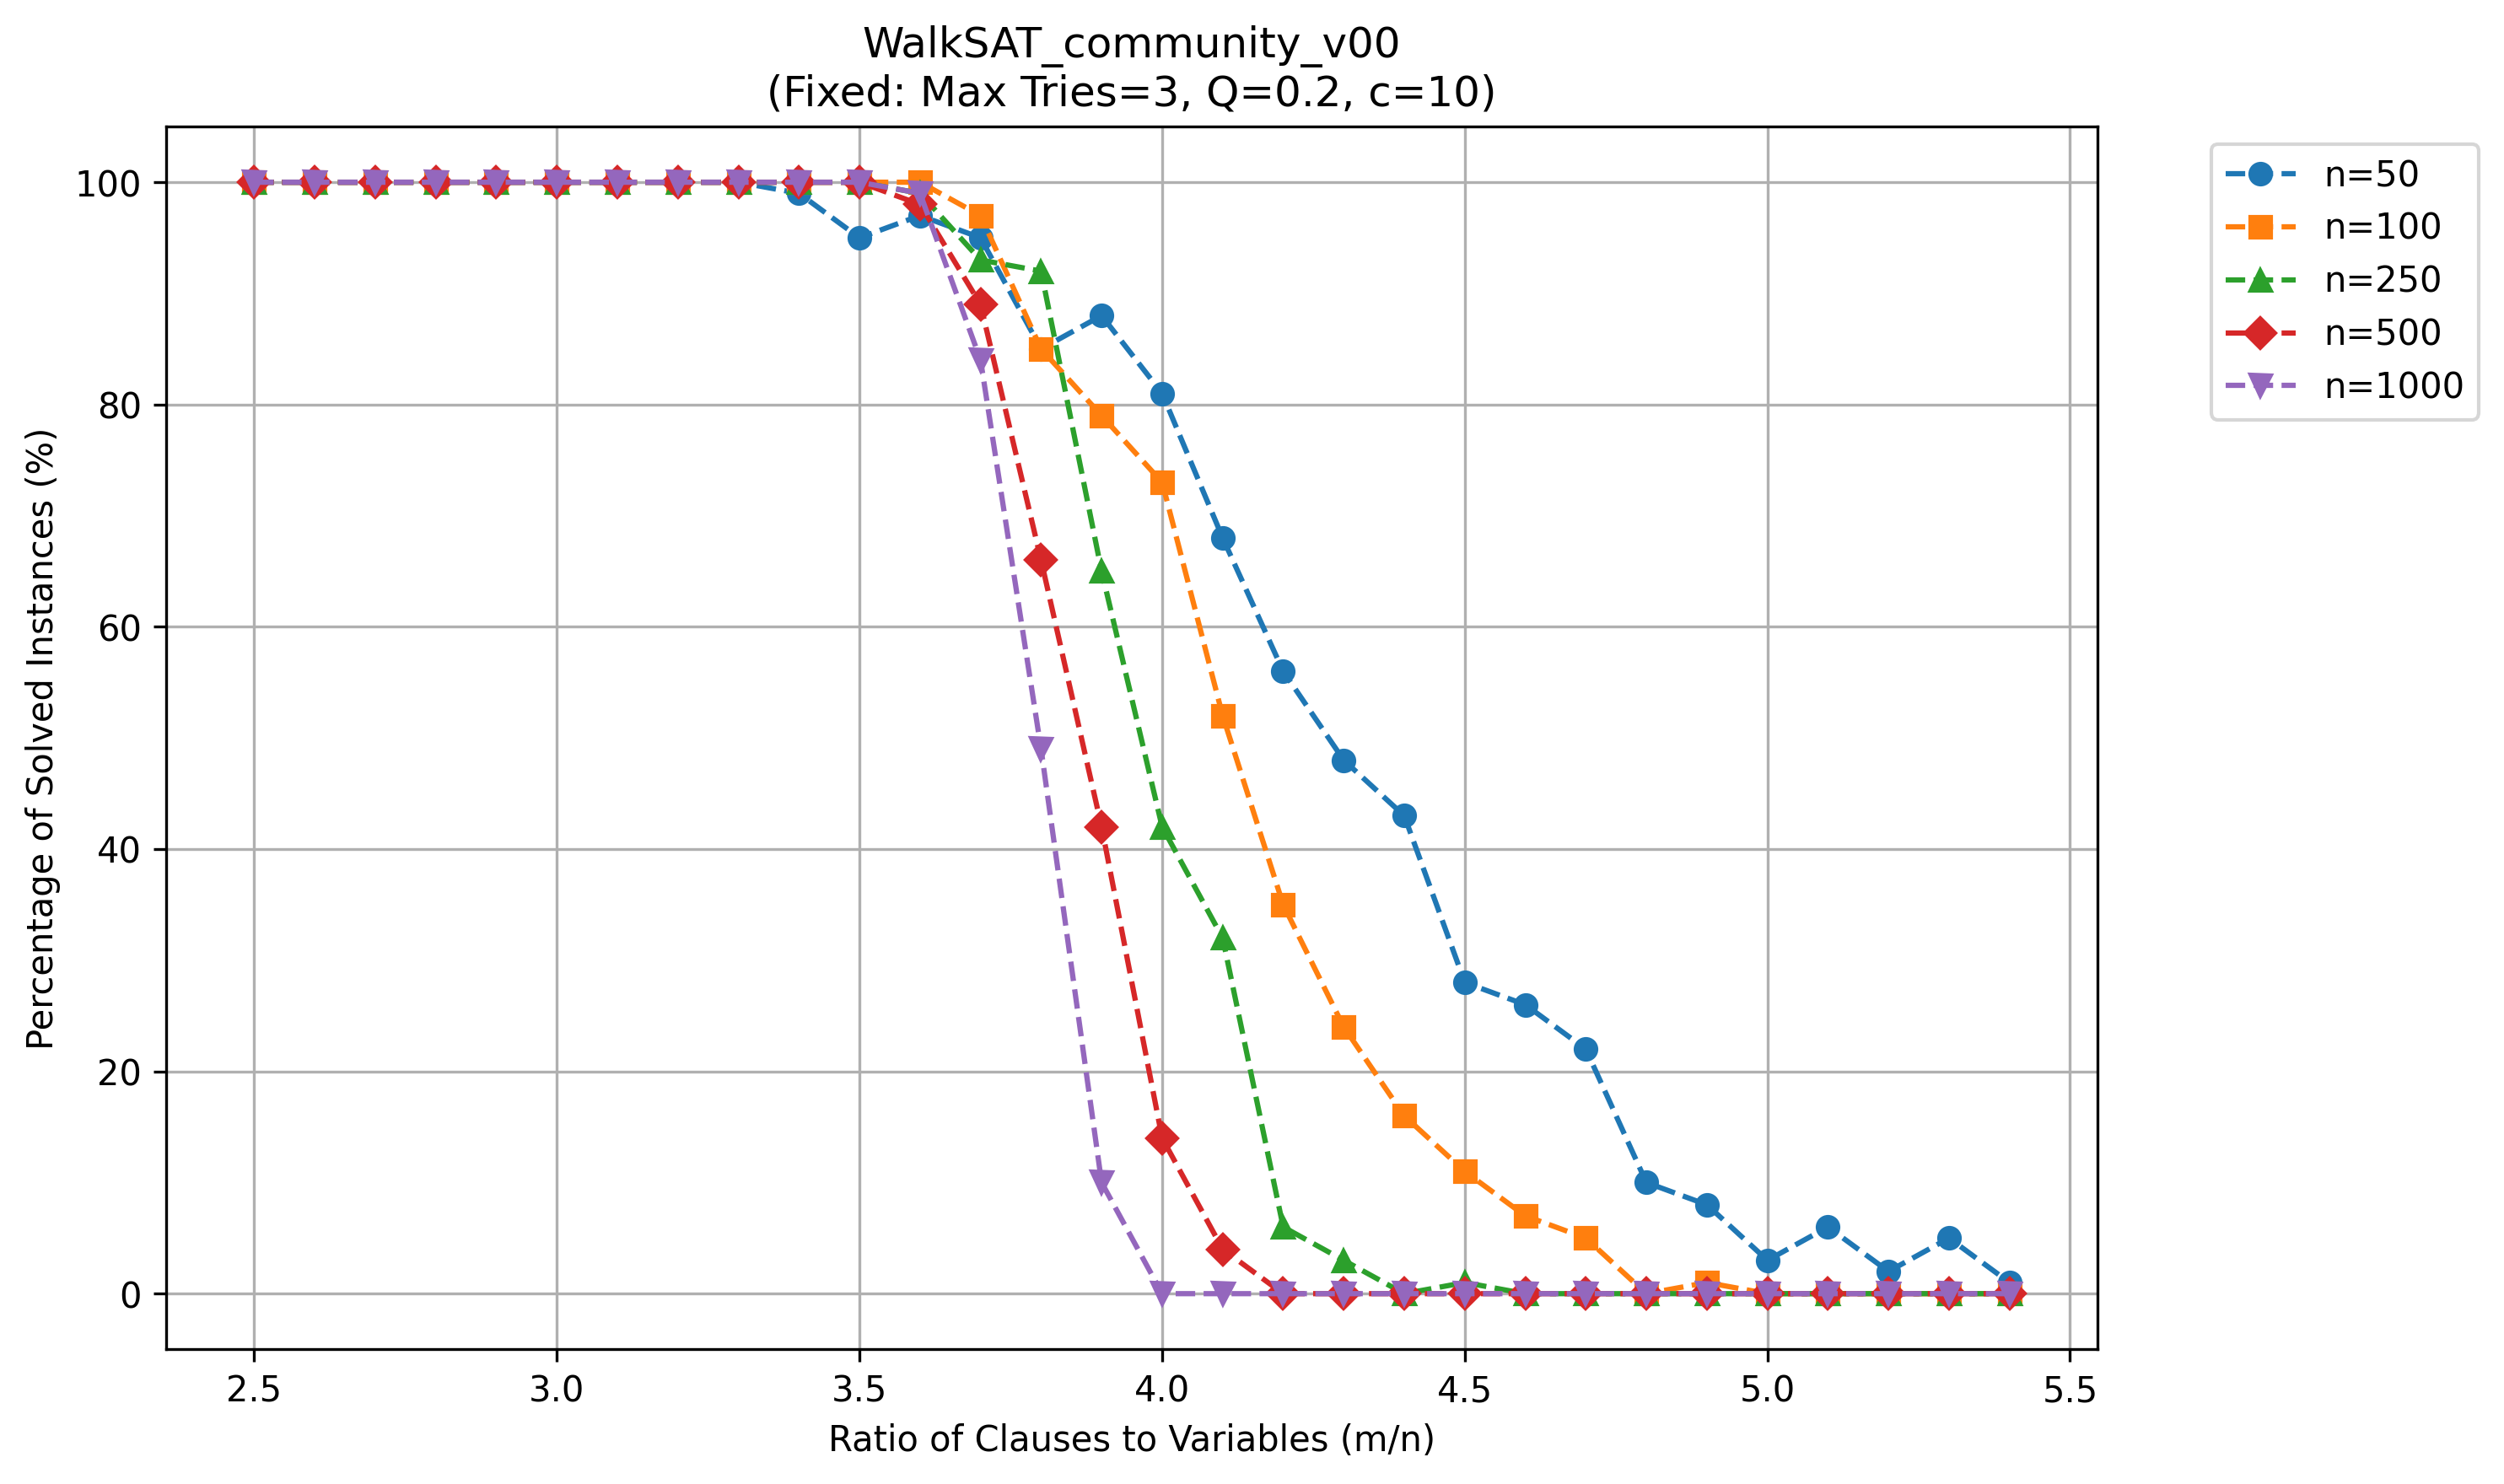 WalkSAT_community_v00
(Fixed: Max Tries=3, Q=0.2, c=10)
Percentage of Solved Instances (%)
100
80
60
40
20
0
2.5
3.0
3.5
4.0
4.5
5.0
5.5
Ratio of Clauses to Variables (m/n)
n=50
n=100
n=250
n=500
n=1000